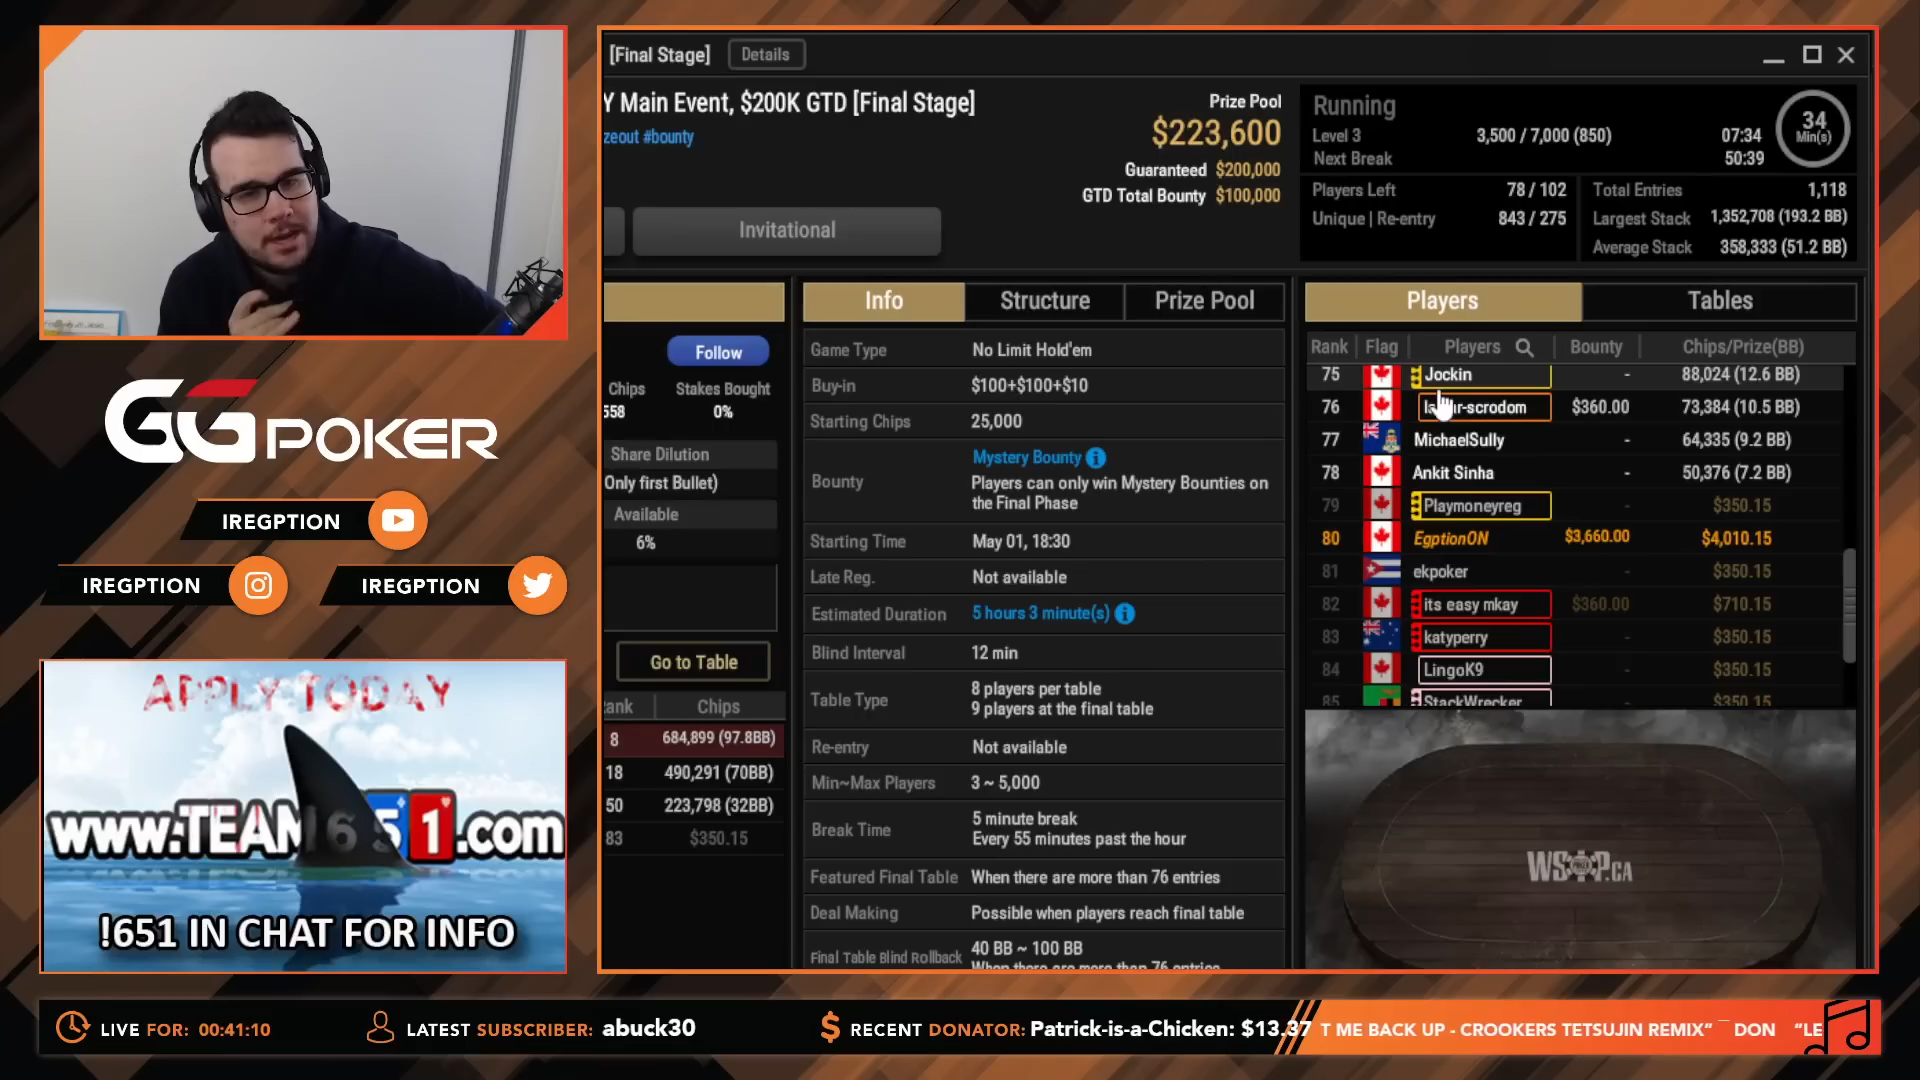 [Final Stage] Details
Y Main Event, $200K GTD [Final Stage]
zeout #bounty
Prize Pool
$223,600
Guaranteed $200,000
GTD Total Bounty $100,000
Invitational
Running
Level 3 3,500 / 7,000 (850) 07:34
Next Break 50:39
34
Min(s)
Players Left 78 / 102
Unique | Re-entry 843 / 275
Total Entries 1,118
Largest Stack 1,352,708 (193.2 BB)
Average Stack 358,333 (51.2 BB)
Follow
Chips Stakes Bought
558 0%
Share Dilution
Only first Bullet)
Available
6%
Go to Table
ank Chips
8 684,899 (97.8BB)
18 490,291 (70BB)
50 223,798 (32BB)
83 $350.15
Info Structure Prize Pool
Game Type No Limit Hold'em
Buy-in $100+$100+$10
Starting Chips 25,000
Bounty Mystery Bounty
Players can only win Mystery Bounties on
the Final Phase
Starting Time May 01, 18:30
Late Reg. Not available
Estimated Duration 5 hours 3 minute(s)
Blind Interval 12 min
Table Type 8 players per table
9 players at the final table
Re-entry Not available
Min~Max Players 3 ~ 5,000
Break Time 5 minute break
Every 55 minutes past the hour
Featured Final Table When there are more than 76 entries
Deal Making Possible when players reach final table
Final Table Blind Rollback 40 BB ~ 100 BB
When there are more than 76 entries
Players Tables
Rank Flag Players Bounty Chips/Prize(BB)
75 Jockin - 88,024 (12.6 BB)
76 r-scrodom $360.00 73,384 (10.5 BB)
77 MichaelSully - 64,335 (9.2 BB)
78 Ankit Sinha - 50,376 (7.2 BB)
79 Playmoneyreg - $350.15
80 EgptionON $3,660.00 $4,010.15
81 ekpoker - $350.15
82 its easy mkay $360.00 $710.15
83 katyperry - $350.15
84 LingoK9 - $350.15
85 StackWrecker - $350.15
WSOP.CA
GGPOKER
IREGPTION
IREGPTION IREGPTION
APPLY TODAY
www.TEAM651.com
!651 IN CHAT FOR INFO
LIVE FOR: 00:41:10
LATEST SUBSCRIBER: abuck30
$ RECENT DONATOR: Patrick-is-a-Chicken: $13.37
T ME BACK UP - CROOKERS TETSUJIN REMIX" ¯ DON "LE